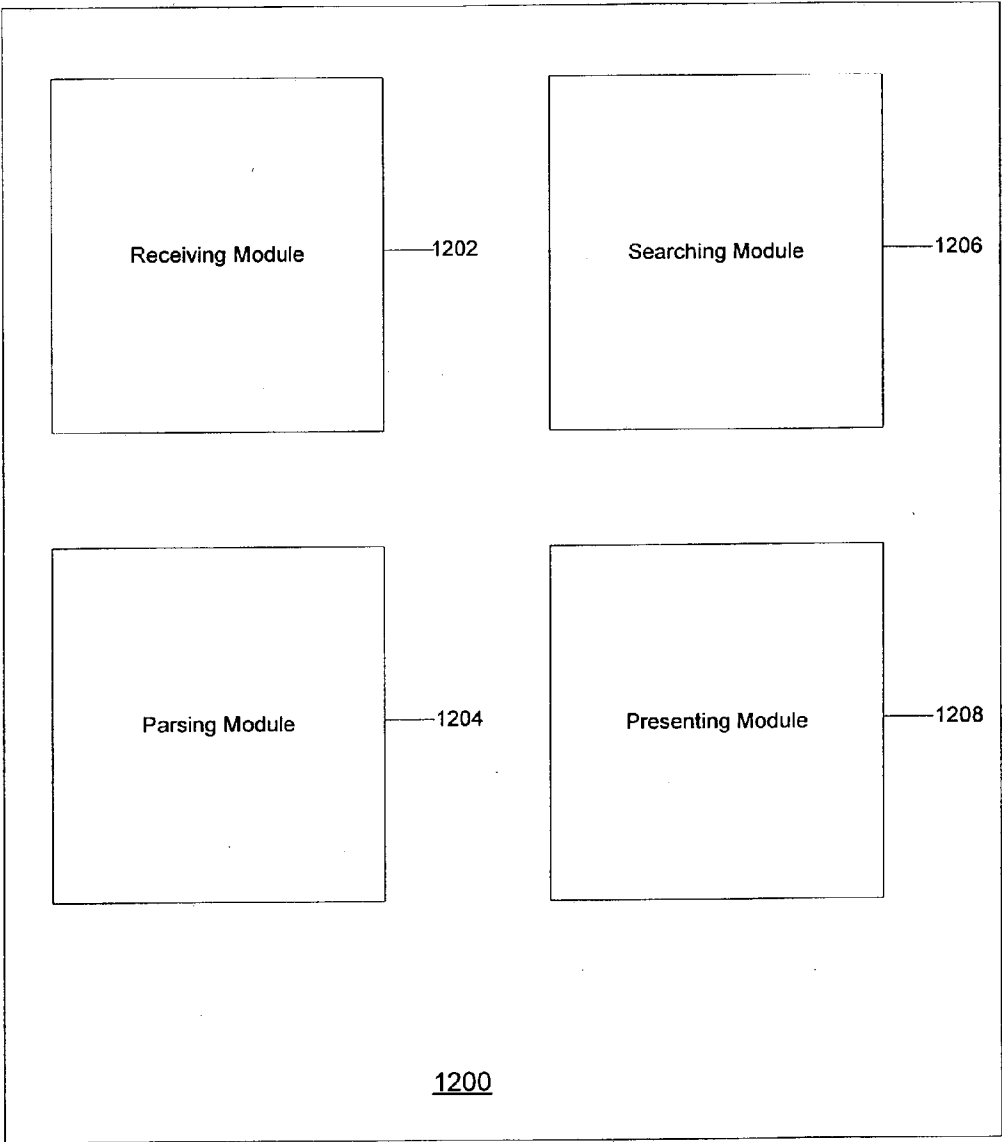 Receiving Module
1202
Searching Module
1206
Parsing Module
1204
Presenting Module
1208
1200